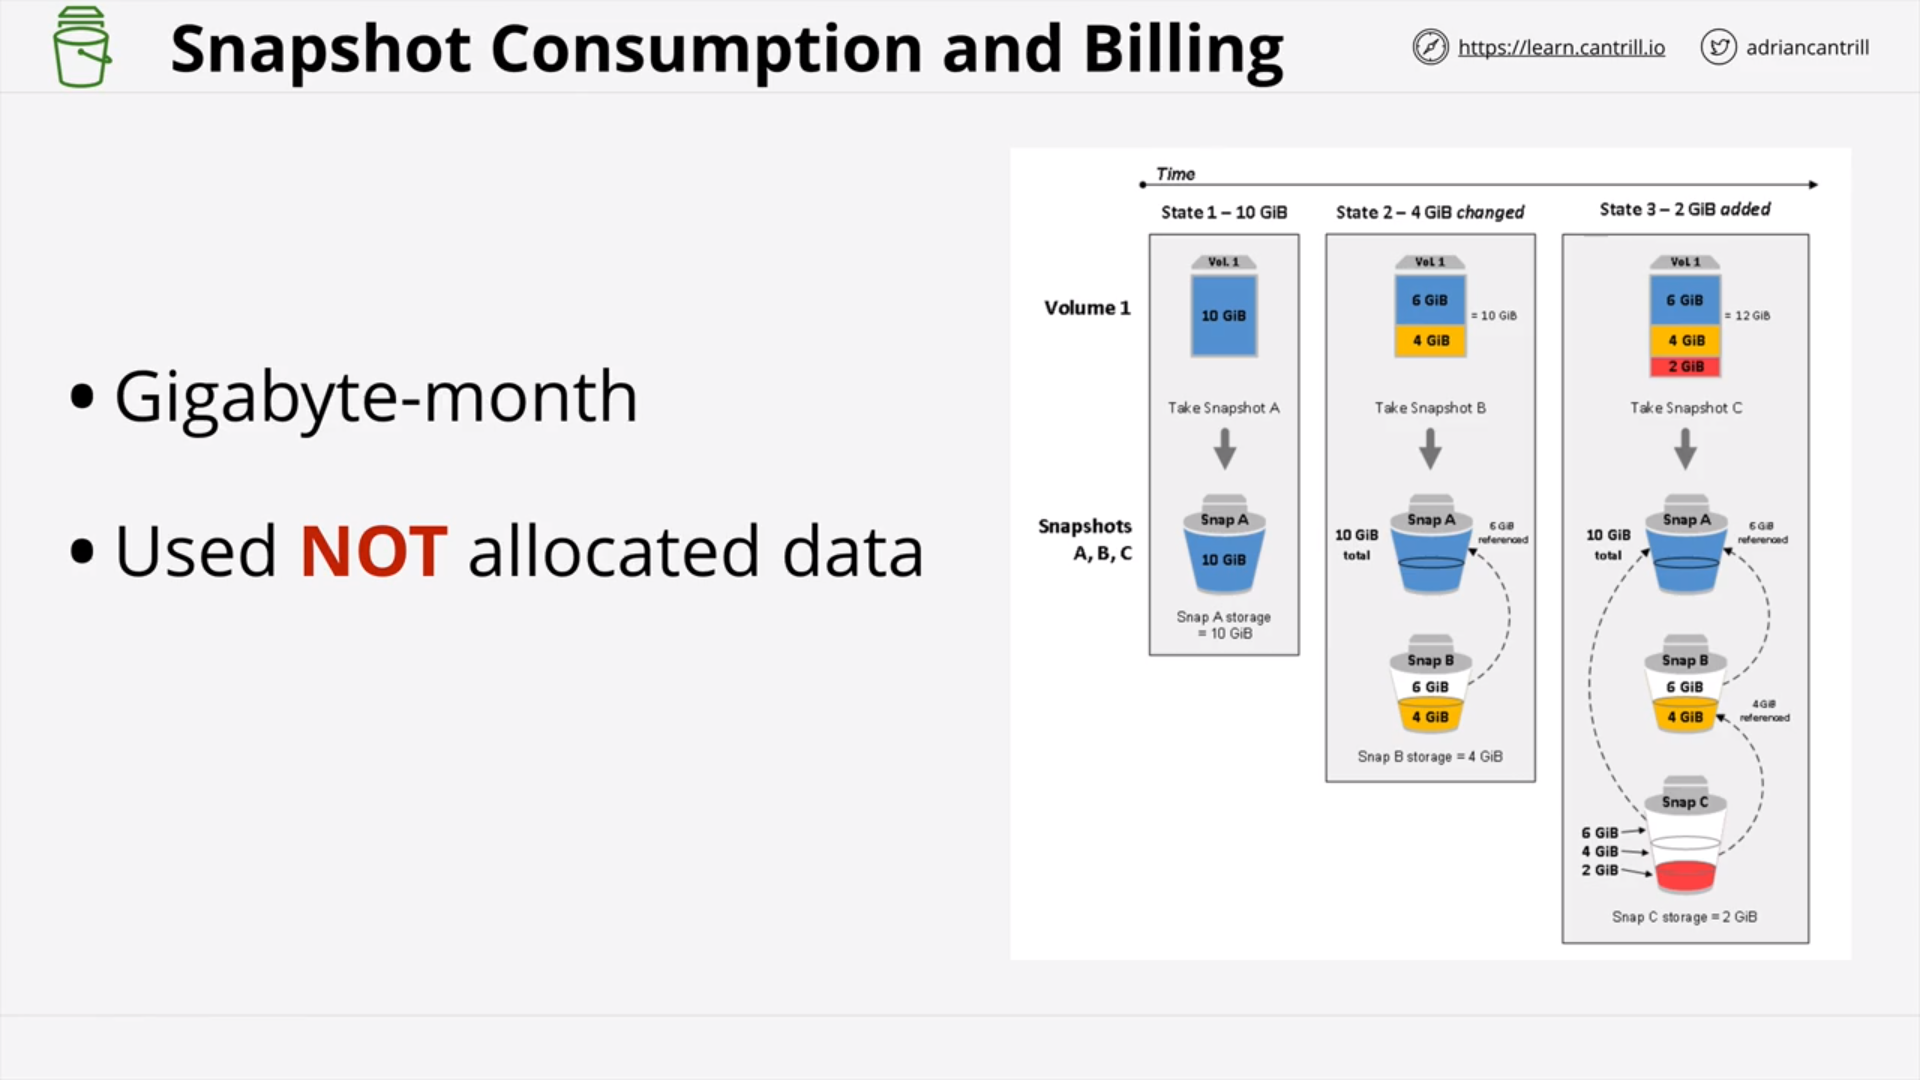 Snapshot Consumption and Billing
https://learn.cantrill.io
adriancantrill
• Gigabyte-month
• Used NOT allocated data
Time
State 1 – 10 GiB
State 2 – 4 GiB changed
State 3 – 2 GiB added
Volume 1
Vol. 1
10 GiB
Vol 1
6 GiB
4 GiB
= 10 GiB
Vol 1
6 GiB
4 GiB
2 GiB
= 12 GiB
Take Snapshot A
Take Snapshot B
Take Snapshot C
Snapshots
A, B, C
Snap A
10 GiB
Snap A storage
= 10 GiB
10 GiB
total
Snap A
6 GiB
referenced
Snap B
6 GiB
4 GiB
Snap B storage = 4 GiB
10 GiB
total
Snap A
6 GiB
referenced
Snap B
6 GiB
4 GiB
4 GiB
referenced
Snap C
6 GiB
4 GiB
2 GiB
Snap C storage = 2 GiB